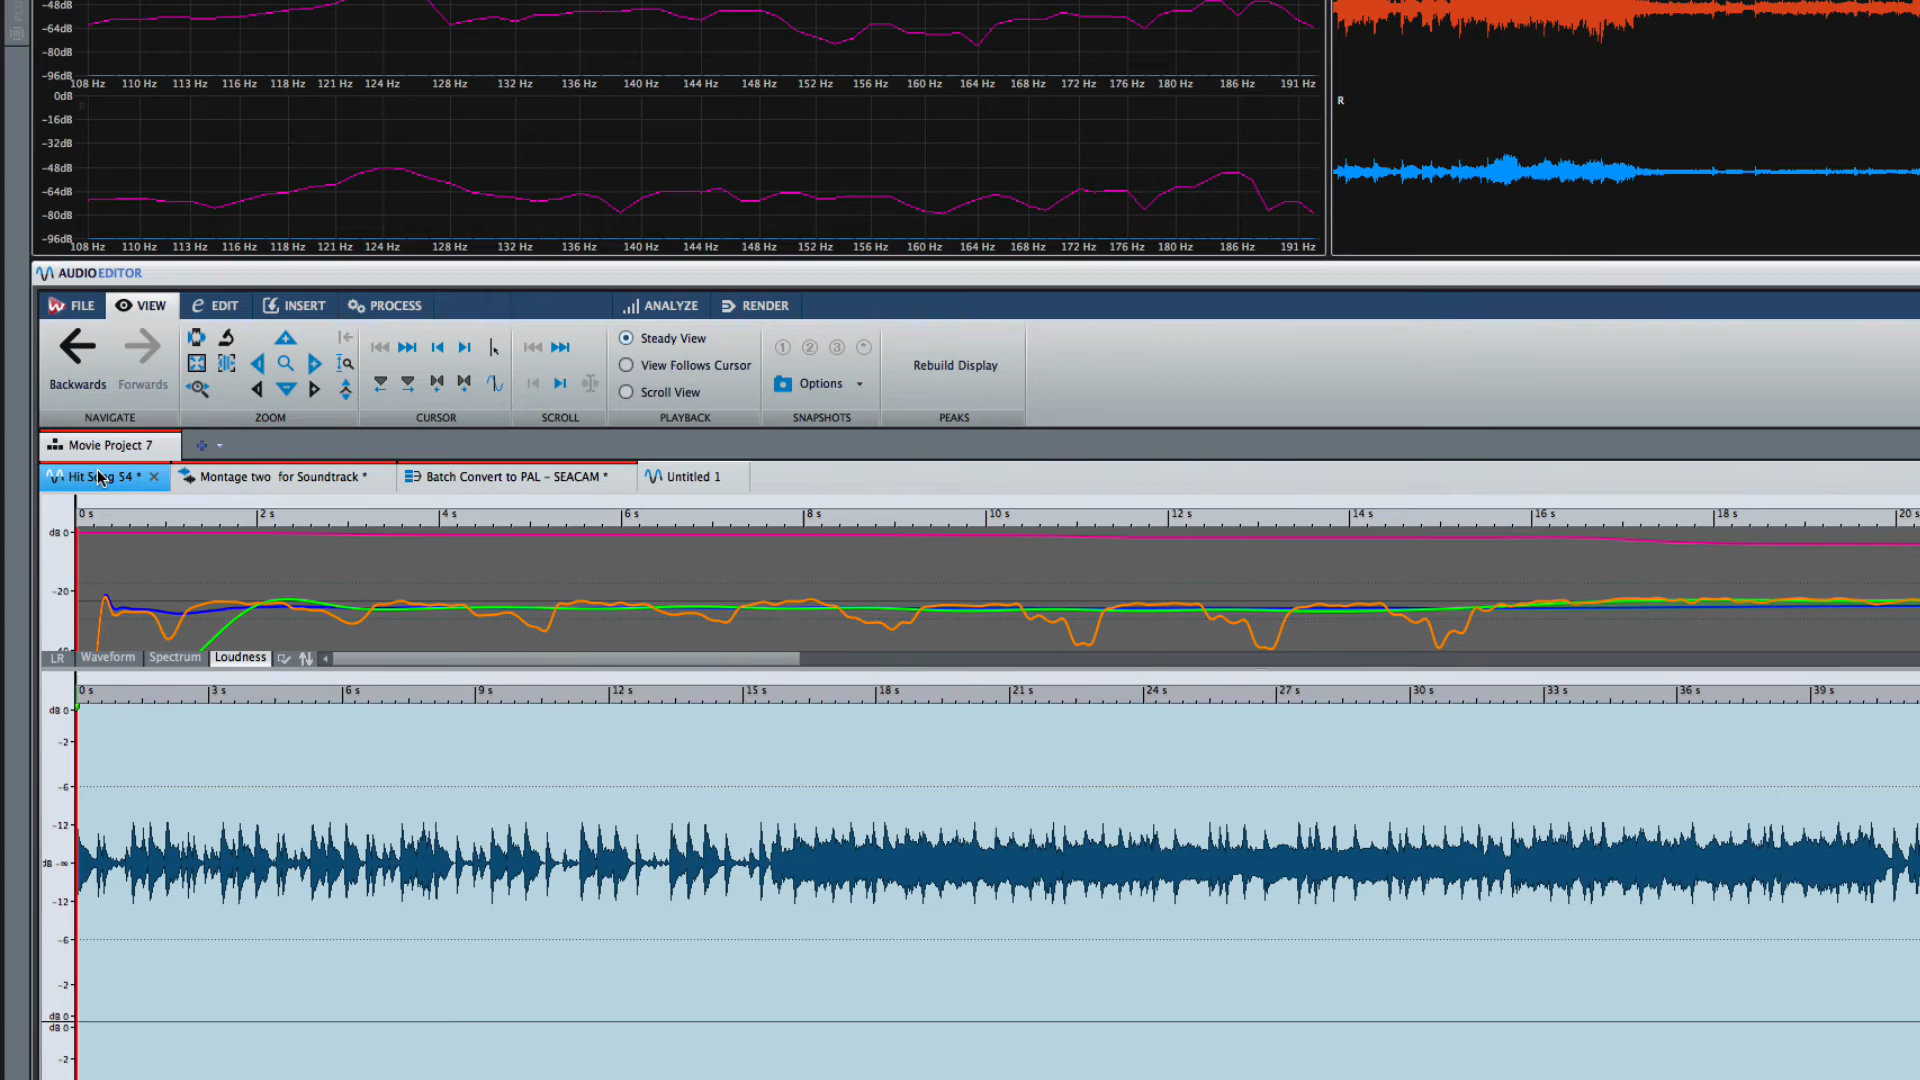 -48dB
-64dB
-80dB
-96dB
108 Hz 110 Hz 113 Hz 116 Hz 118 Hz 121 Hz 124 Hz 128 Hz 132 Hz 136 Hz 140 Hz 144 Hz 148 Hz 152 Hz 156 Hz 160 Hz 164 Hz 168 Hz 172 Hz 176 Hz 180 Hz 186 Hz 191 Hz
0dB
R
R
-16dB
-32dB
-48dB
-64dB
-80dB
-96dB
108 Hz 110 Hz 113 Hz 116 Hz 118 Hz 121 Hz 124 Hz 128 Hz 132 Hz 136 Hz 140 Hz 144 Hz 148 Hz 152 Hz 156 Hz 160 Hz 164 Hz 168 Hz 172 Hz 176 Hz 180 Hz 186 Hz 191 Hz
AUDIOEDITOR
FILE VIEW EDIT INSERT PROCESS ANALYZE RENDER
Backwards Forwards
Steady View
View Follows Cursor
Scroll View
1 2 3 *
Options
Rebuild Display
NAVIGATE ZOOM CURSOR SCROLL PLAYBACK SNAPSHOTS PEAKS
Movie Project 7
Montage two for Soundtrack * Batch Convert to PAL - SEACAM * Untitled 1
Hit 54 *
0 s 2 s 4 s 6 s 8 s 10 s 12 s 14 s 16 s 18 s 20 s
dB 0
-20
LR Waveform Spectrum Loudness
0 s 3 s 6 s 9 s 12 s 15 s 18 s 21 s 24 s 27 s 30 s 33 s 36 s 39 s
dB 0
-2
-6
-12
dB -∞
-12
-6
-2
dB 0
dB 0
-2